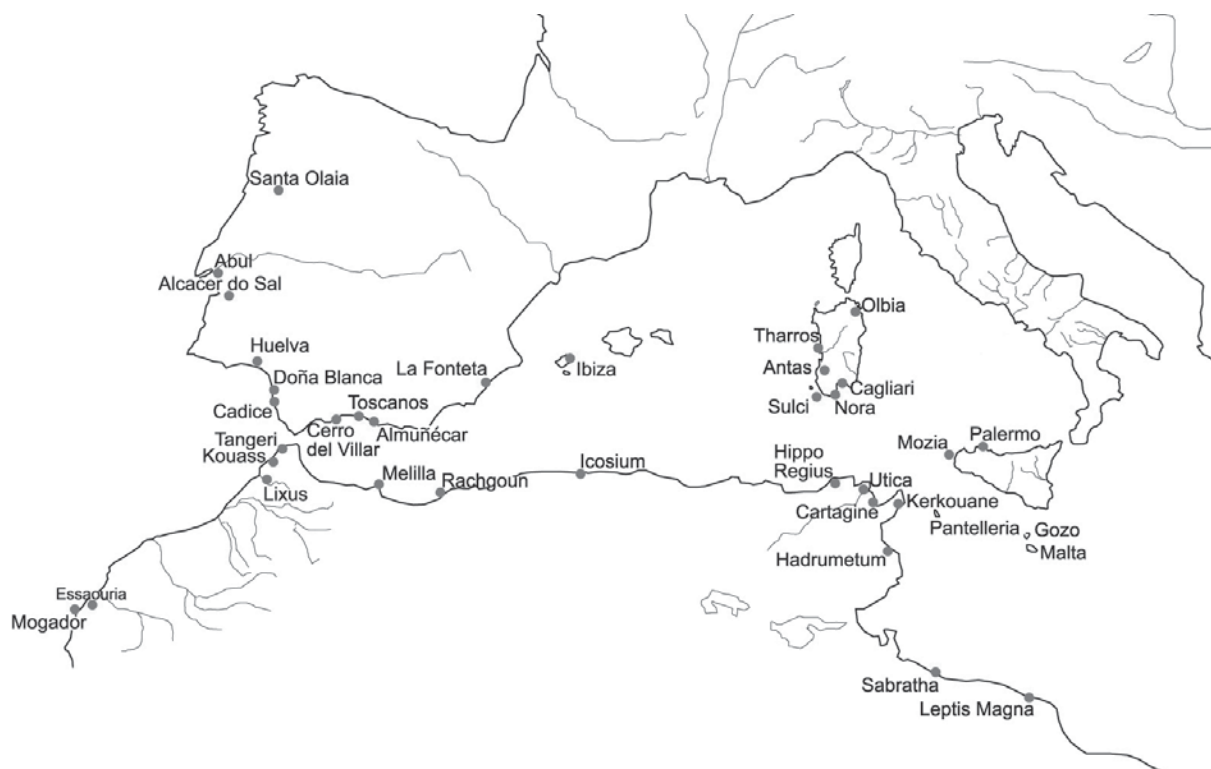 Santa Olaia
Abul
Alcacer do Sal
Olbia
Huelva
Tharros
La Fonteta
Ibiza
Antas
Doña Blanca
Cagliari
Cadice
Toscanos
Sulci
Nora
Cerro
del Villar
Almuñécar
Tangeri
Kouass
Mozia
Palermo
Lixus
Melilla
Rachgoun
Icosium
Hippo
Regius
Utica
Cartagine
Kerkouane
Pantelleria
Gozo
Malta
Hadrumetum
Essaouria
Mogador
Sabratha
Leptis Magna